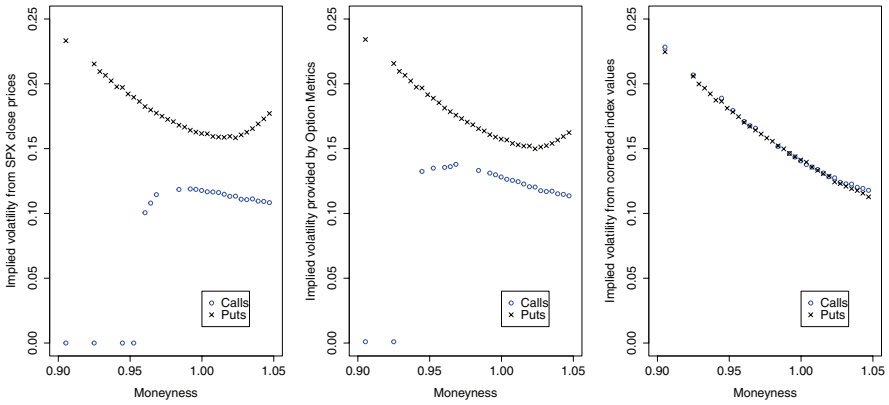 Implied volatility from SPX close prices
0.25
0.20
0.15
0.10
0.05
0.00
Calls
Puts
0.90 0.95 1.00 1.05
Moneyness
Implied volatility provided by Option Metrics
0.25
0.20
0.15
0.10
0.05
0.00
Calls
Puts
0.90 0.95 1.00 1.05
Moneyness
Implied volatility from corrected index values
0.25
0.20
0.15
0.10
0.05
0.00
Calls
Puts
0.90 0.95 1.00 1.05
Moneyness